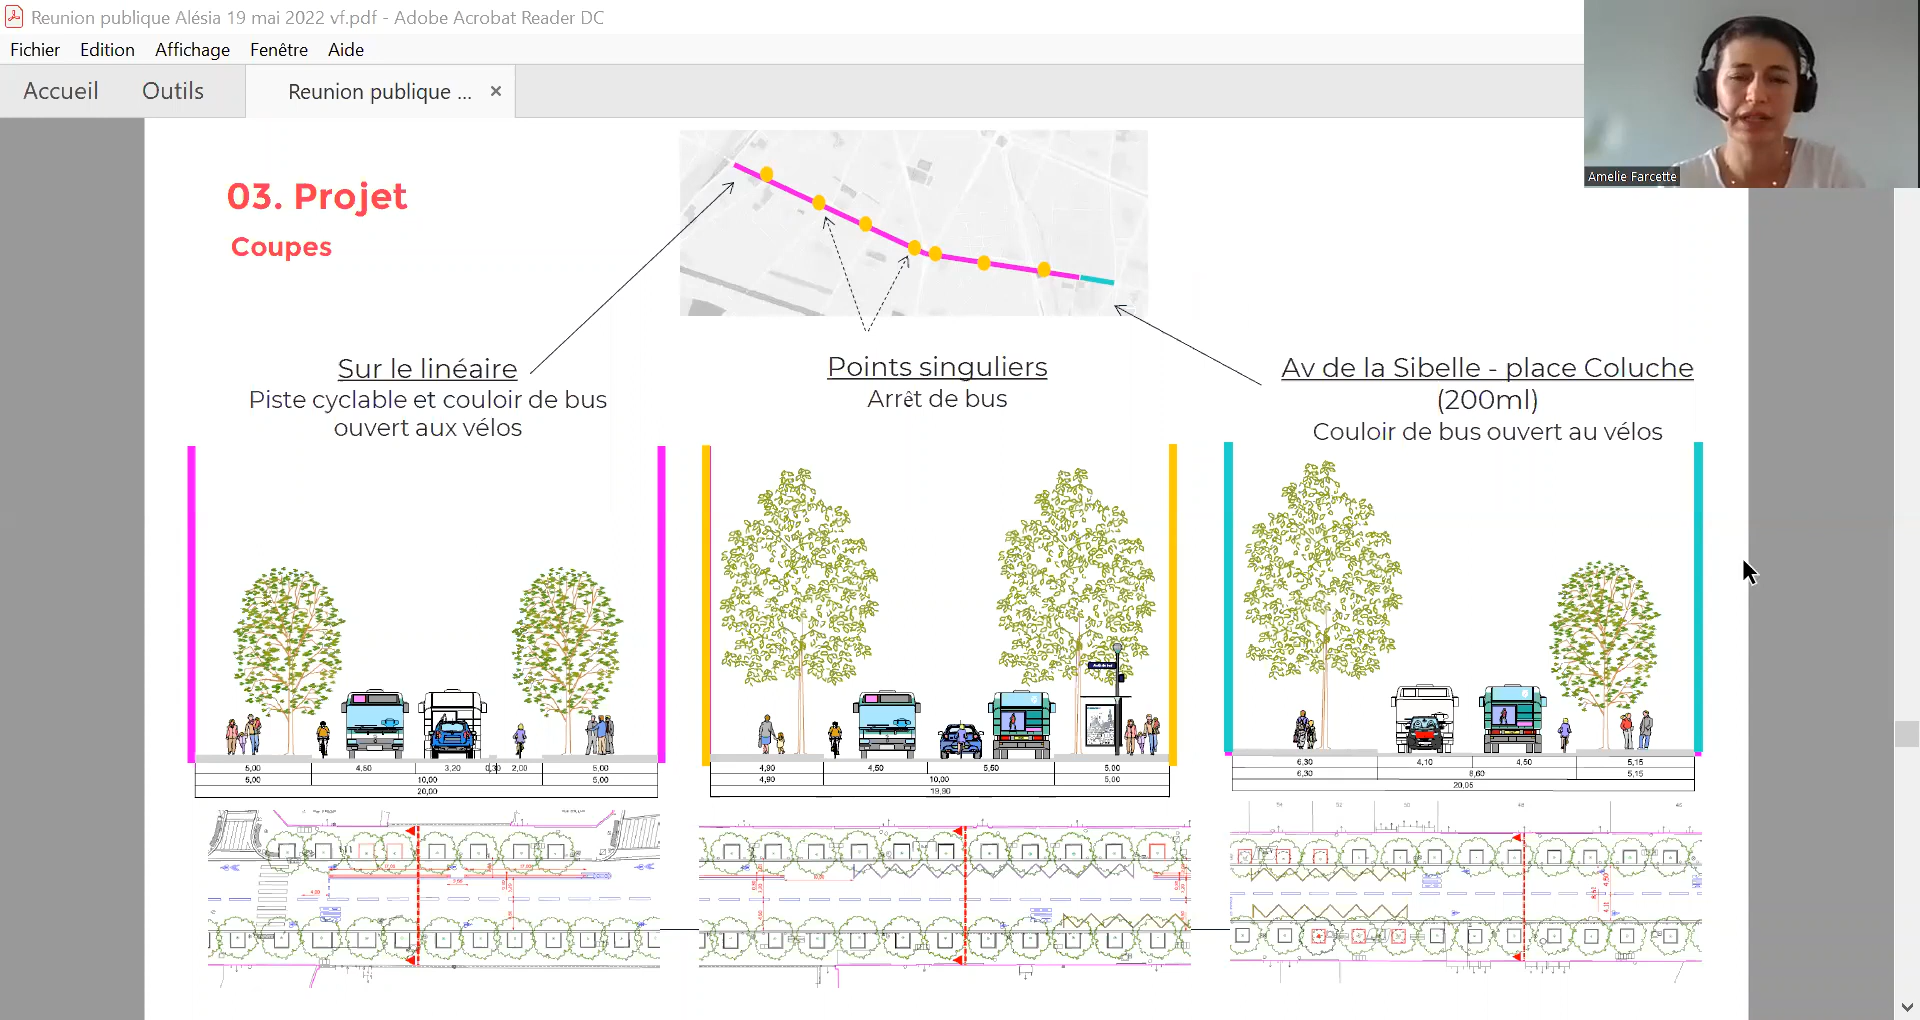 Reunion publique Alésia 19 mai 2022 vf.pdf - Adobe Acrobat Reader DC
Fichier Edition Affichage Fenêtre Aide
Accueil Outils Reunion publique ... ×
Amelie Farcette
03. Projet
Coupes
Sur le linéaire
Piste cyclable et couloir de bus
ouvert aux vélos
Points singuliers
Arrêt de bus
Av de la Sibelle - place Coluche
(200ml)
Couloir de bus ouvert au vélos
5,00 4,50 3,20 0,30 2,00 5,00
5,00 10,00 5,00
20,00
4,90 4,50 5,50 5,00
4,90 10,00 5,00
19,90
6,30 4,10 4,50 5,15
6,30 8,60 5,15
20,05